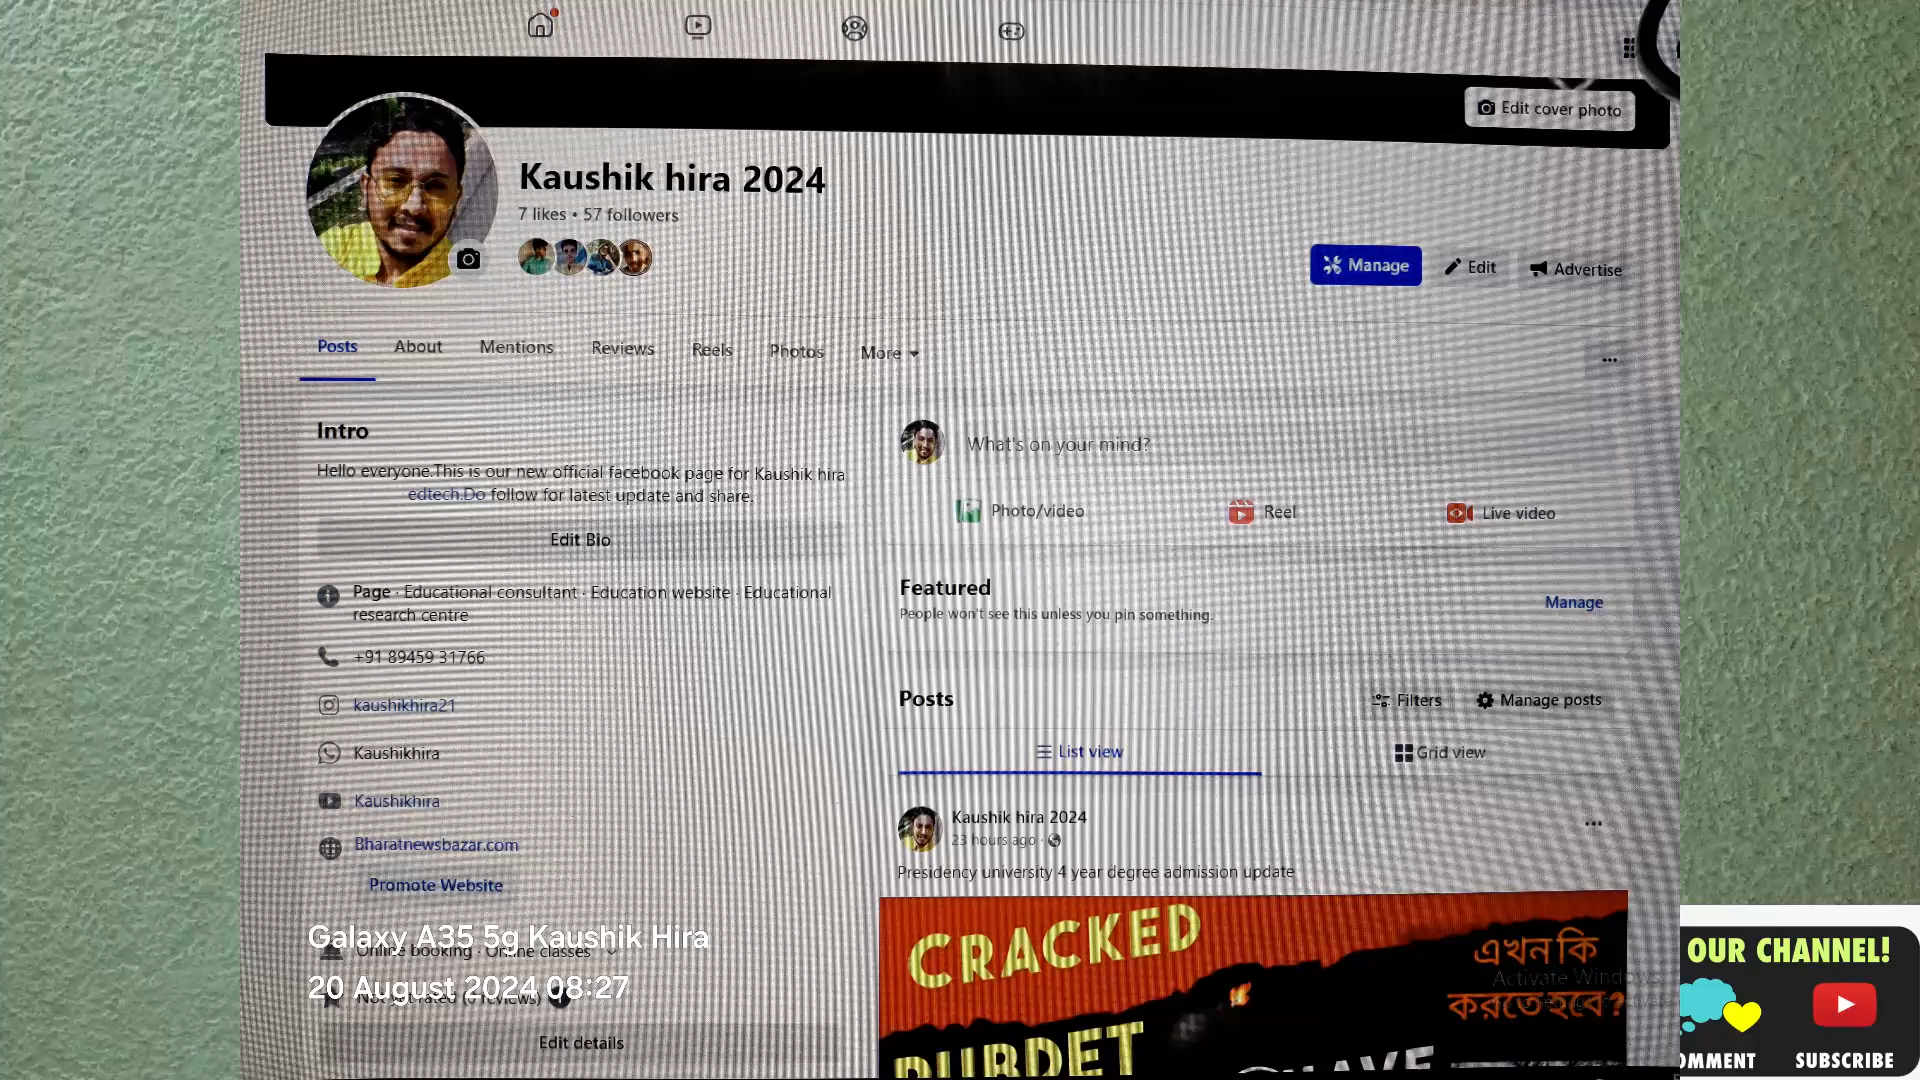 Edit cover photo
Kaushik hira 2024
7 likes • 57 followers
Manage
Edit
Advertise
Posts
About
Mentions
Reviews
Reels
Photos
More
Intro
Hello everyone.This is our new official facebook page for Kaushik hira
edtech.Do follow for latest update and share.
Edit Bio
Page · Educational consultant · Education website · Educational
research centre
+91 89459 31766
kaushikhira21
Kaushikhira
Kaushikhira
Bharatnewsbazar.com
Promote Website
Online booking · Online classes
Galaxy A35 5g Kaushik Hira
20 August 2024 08:27
Edit details
What's on your mind?
Photo/video
Reel
Live video
Featured
People won't see this unless you pin something.
Manage
Posts
Filters
Manage posts
List view
Grid view
Kaushik hira 2024
23 hours ago
Presidency university 4 year degree admission update
CRACKED
এখন কি
করতে হবে?
Activate Windows
OUR CHANNEL!
SUBSCRIBE